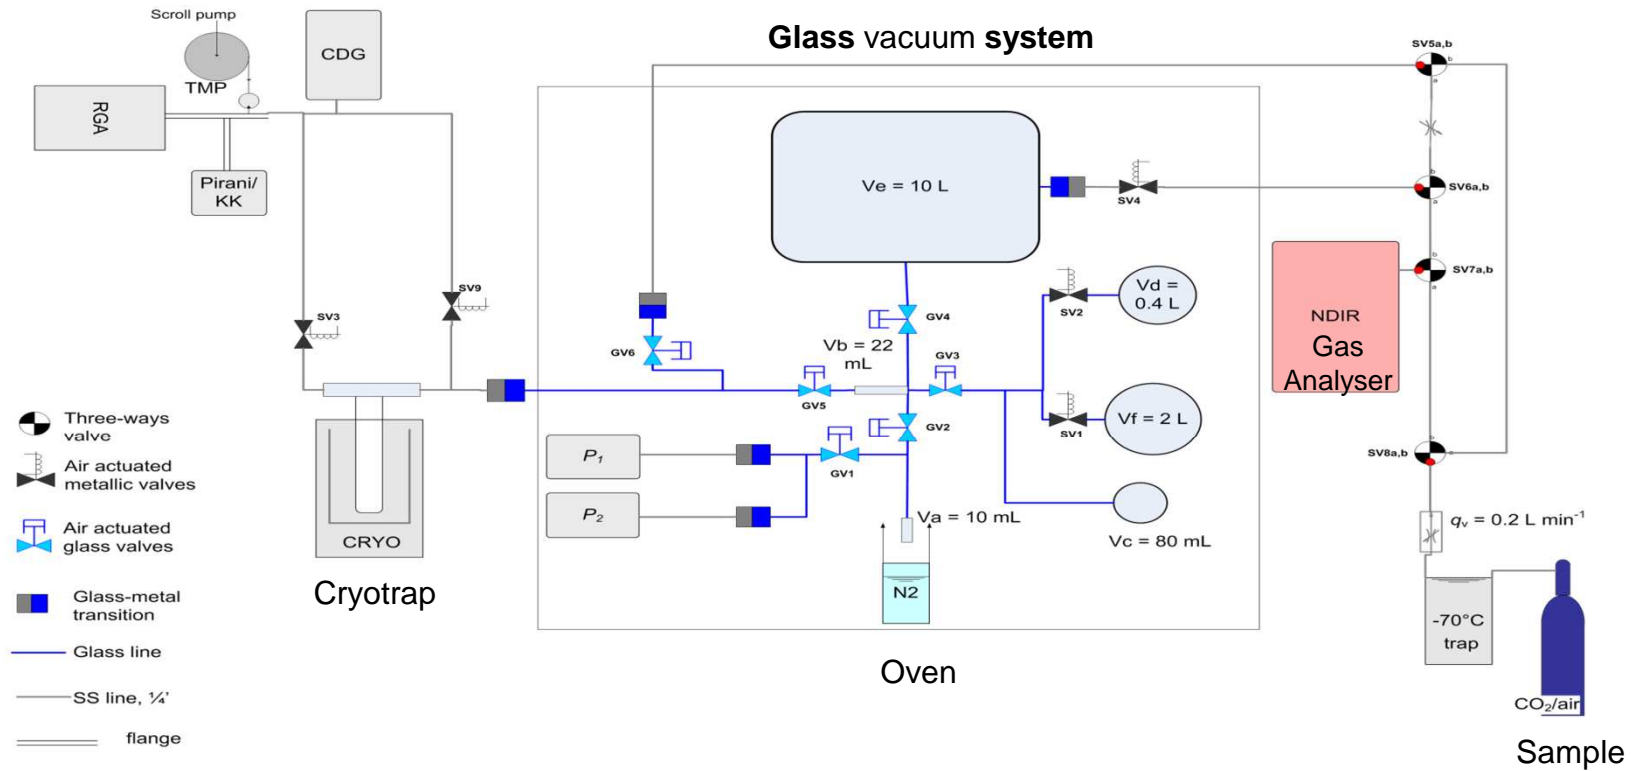 Glass vacuum system
Scroll pump
TMP
CDG
RGA
Pirani/
KK
SV3
SV9
Ve = 10 L
SV4
SV5a,b
b
a
SV6a,b
b
a
SV7a,b
b
a
SV8a,b
b
a
NDIR
Gas
Analyser
GV6
GV4
Vb = 22
mL
GV3
GV5
GV2
GV1
SV2
Vd =
0.4 L
SV1
Vf = 2 L
P1
P2
Va = 10 mL
Vc = 80 mL
N2
CRYO
Cryotrap
Oven
qv = 0.2 L min-1
-70°C
trap
CO2/air
Sample
Three-ways
valve
Air actuated
metallic valves
Air actuated
glass valves
Glass-metal
transition
Glass line
SS line, ¼'
flange